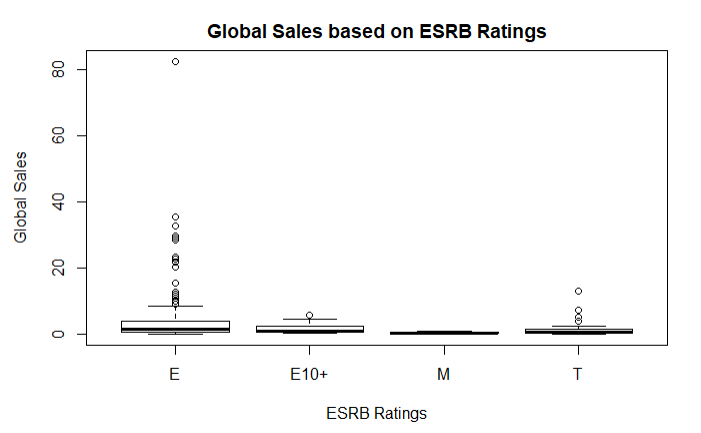 Global Sales based on ESRB Ratings
80
60
40
20
0
Global Sales
E E10+ M T
ESRB Ratings